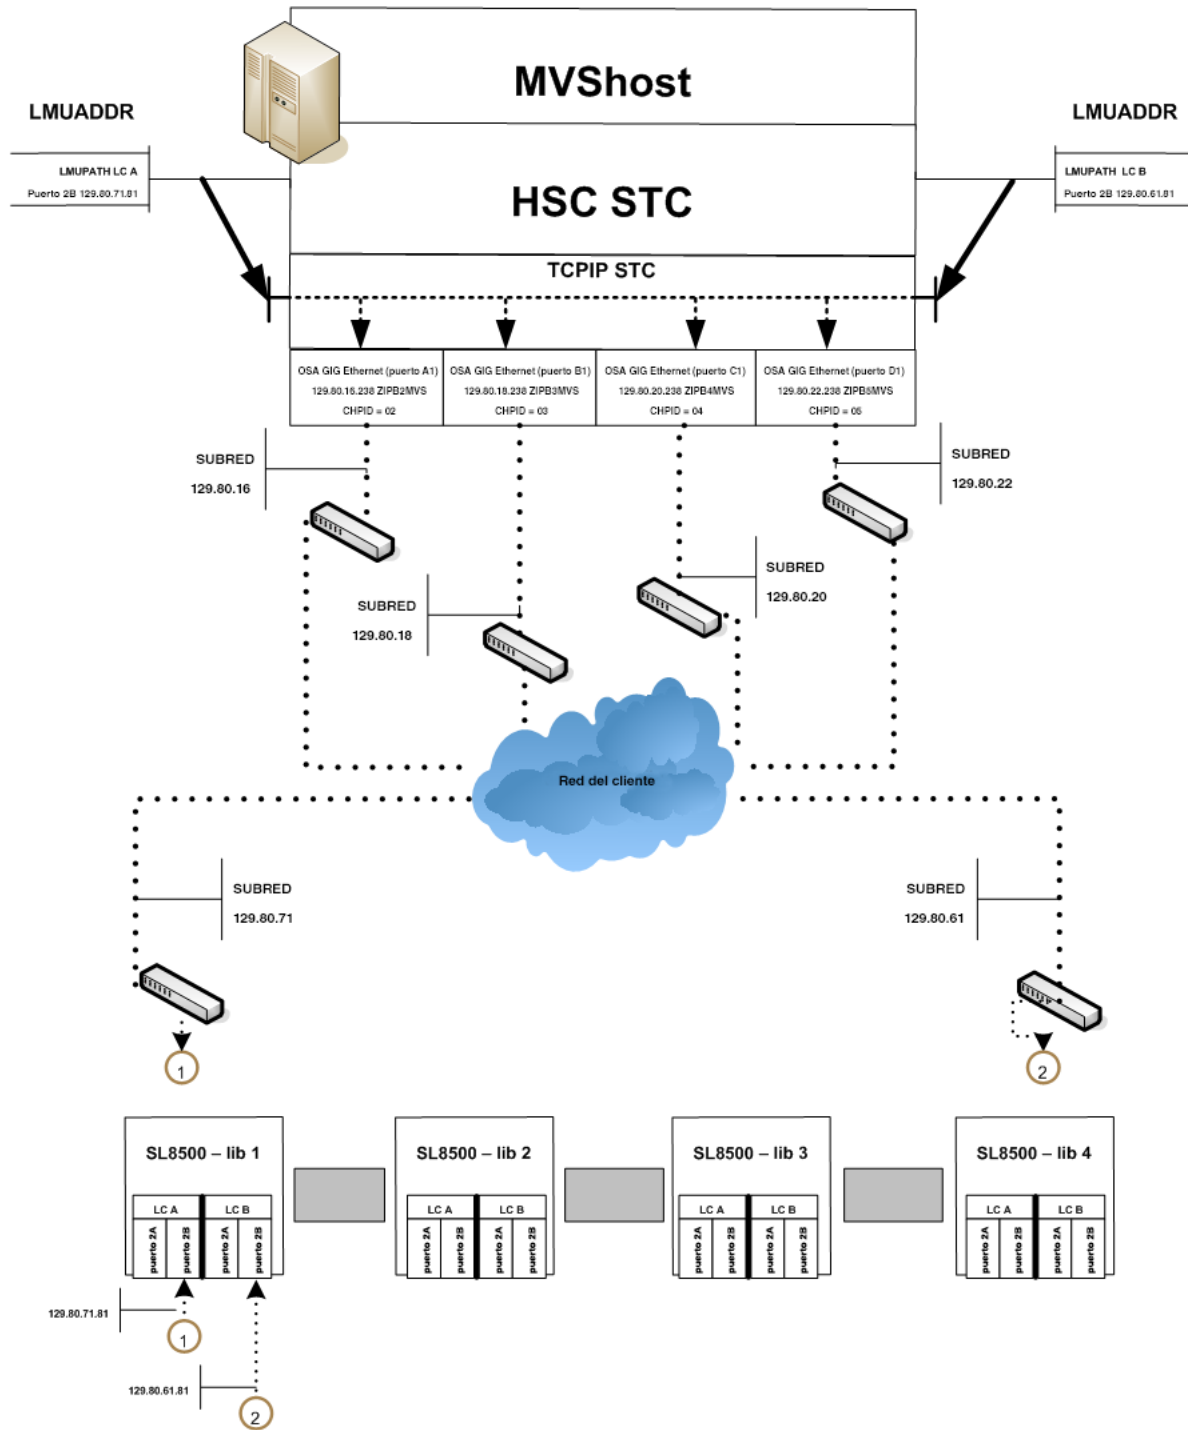 MVShost
LMUADDR
LMUADDR
LMUPATH LC A
Puerto 2B 129.80.71.81
LMUPATH LC B
Puerto 2B 129.80.61.81
HSC STC
TCPIP STC
OSA GIG Ethernet (puerto A1)
129.80.16.238 ZIPB2MVS
CHPID = 02
OSA GIG Ethernet (puerto B1)
129.80.18.238 ZIPB3MVS
CHPID = 03
OSA GIG Ethernet (puerto C1)
129.80.20.238 ZIPB4MVS
CHPID = 04
OSA GIG Ethernet (puerto D1)
129.80.22.238 ZIPB5MVS
CHPID = 05
SUBRED
129.80.16
SUBRED
129.80.22
SUBRED
129.80.18
SUBRED
129.80.20
Red del cliente
SUBRED
129.80.71
SUBRED
129.80.61
1
2
SL8500 – lib 1
LC A
LC B
puerto 2A
puerto 2B
puerto 2A
puerto 2B
SL8500 – lib 2
LC A
LC B
puerto 2A
puerto 2B
puerto 2A
puerto 2B
SL8500 – lib 3
LC A
LC B
puerto 2A
puerto 2B
puerto 2A
puerto 2B
SL8500 – lib 4
LC A
LC B
puerto 2A
puerto 2B
puerto 2A
puerto 2B
129.80.71.81
1
129.80.61.81
2